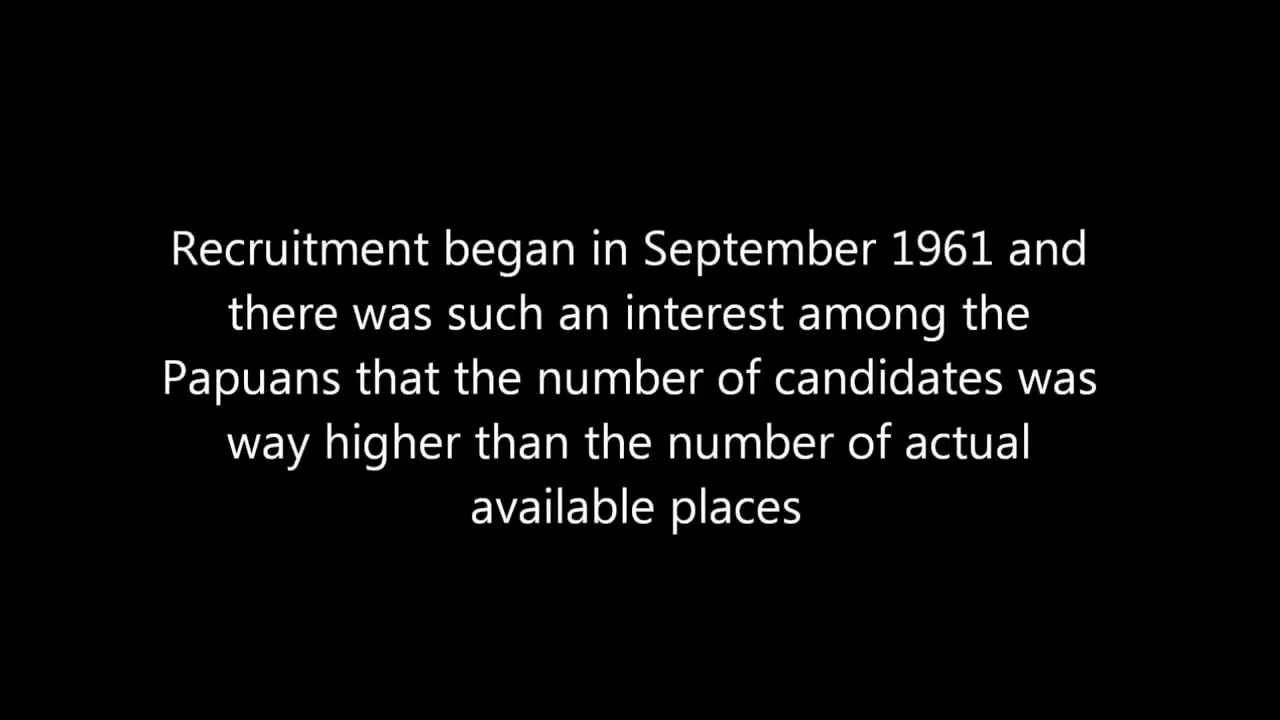 Recruitment began in September 1961 and
there was such an interest among the
Papuans that the number of candidates was
way higher than the number of actual
available places